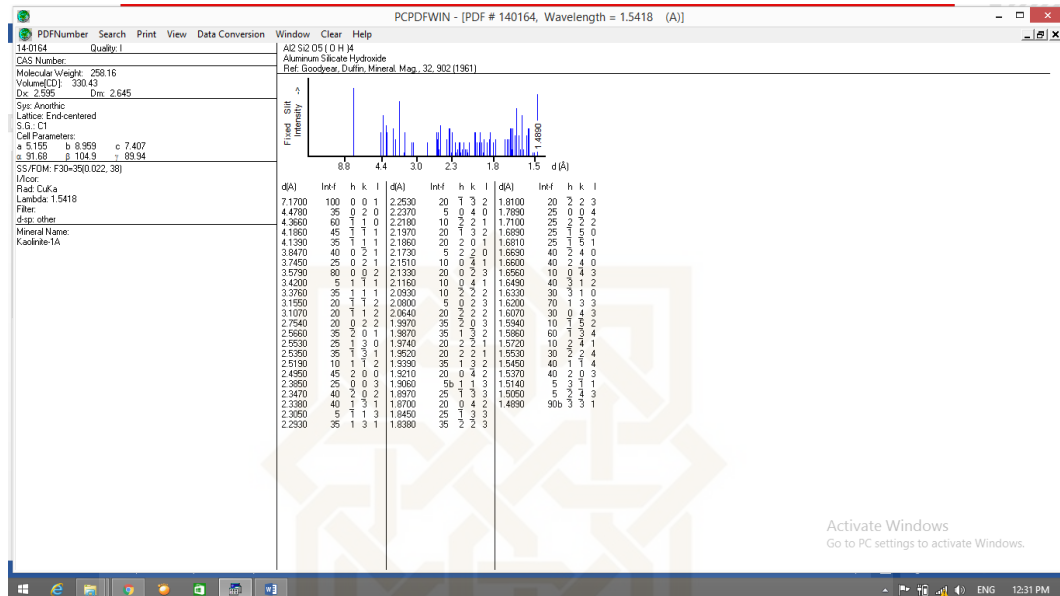 PCPDFWIN - [PDF # 140164, Wavelength = 1.5418 (A)]
PDFNumber Search Print View Data Conversion Window Clear Help
14-0164 Quality: I
CAS Number:
Molecular Weight: 258.16
Volume[CD]: 330.43
Dx: 2.595 Dm: 2.645
Sys: Anorthic
Lattice: End-centered
S.G.: C1
Cell Parameters:
a 5.155 b 8.959 c 7.407
α 91.68 β 104.9 γ 89.94
SS/FOM: F30=35(0.022, 38)
I/Icor:
Rad: CuKa
Lambda: 1.5418
Filter:
d-sp: other
Mineral Name:
Kaolinite-1A
Al2 Si2 O5 ( O H )4
Aluminum Silicate Hydroxide
Ref: Goodyear, Duffin, Mineral. Mag., 32, 902 (1961)
Fixed Slit
Intensity ->
1.4890
8.8 4.4 3.0 2.3 1.8 1.5 d (Å)
d(A) Int-f h k l
7.1700 100 0 0 1
4.4780 35 0 2 0
4.3660 60 1̅ 1 0
4.1860 45 1̅ 1̅ 1
4.1390 35 1̅ 1 1
3.8470 40 0 2̅ 1
3.7450 25 0 2 1
3.5790 80 0 0 2
3.4200 5 1 1̅ 1
3.3760 35 1 1 1
3.1550 20 1̅ 1̅ 2
3.1070 20 1̅ 1 2
2.7540 20 0 2 2
2.5660 35 2̅ 0 1
2.5530 25 1 3̅ 0
2.5350 35 1̅ 3̅ 1
2.5190 10 1 1 2
2.4950 45 2 0 0
2.3850 25 0 0 3
2.3470 40 2̅ 0 2
2.3380 40 1 3̅ 1
2.3050 5 1̅ 1 3
2.2930 35 1 3 1
d(A) Int-f h k l
2.2530 20 1̅ 3 2
2.2370 5 0 4 0
2.2180 10 2̅ 2 1
2.1970 20 1̅ 3 2
2.1860 20 2 0 1
2.1730 5 2 2 0
2.1510 10 0 4̅ 1
2.1330 20 0 2̅ 3
2.1160 10 0 4 1
2.0930 10 2̅ 2̅ 2
2.0800 5 0 2 3
2.0640 20 2̅ 2 2
1.9970 35 2̅ 0 3
1.9870 35 1 3̅ 2
1.9740 20 2 2̅ 1
1.9520 20 2 2 1
1.9390 35 1 3 2
1.9210 20 0 4̅ 2
1.9060 5b 1 1 3
1.8970 25 1̅ 3̅ 3
1.8700 20 0 4 2
1.8450 25 1̅ 3 3
1.8380 35 2̅ 2̅ 3
d(A) Int-f h k l
1.8100 20 2̅ 2 3
1.7890 25 0 0 4
1.7100 25 2 2 2
1.6890 25 1̅ 5 0
1.6810 25 1̅ 5̅ 1
1.6690 40 2 4̅ 0
1.6600 40 2 4 0
1.6560 10 0 4̅ 3
1.6490 40 3̅ 1 2
1.6330 30 3̅ 1 0
1.6200 70 1 3 3
1.6070 30 0 4 3
1.5940 10 1̅ 5̅ 2
1.5860 60 1̅ 3̅ 4
1.5720 10 2 4̅ 1
1.5530 30 2̅ 2 4
1.5450 40 1 1̅ 4
1.5370 40 2 0 3
1.5140 5 3 1̅ 1
1.5050 5 2̅ 4̅ 3
1.4890 90b 3̅ 3 1
Activate Windows
Go to PC settings to activate Windows.
ENG 12:31 PM